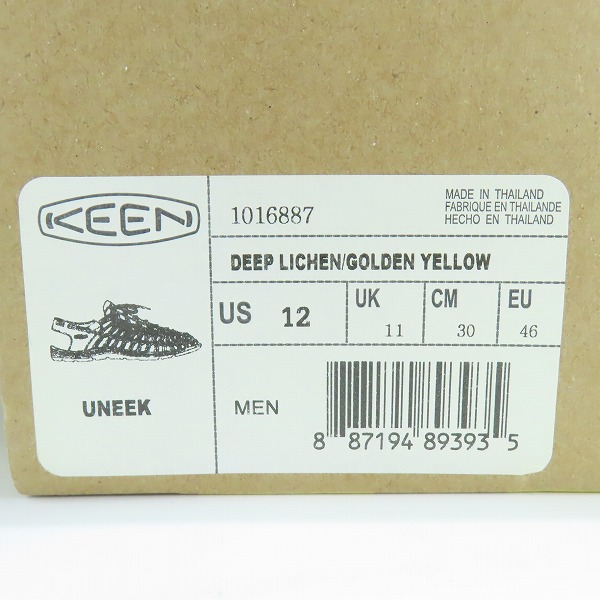 KEEN
1016887
MADE IN THAILAND
FABRIQUE EN THAILANDE
HECHO EN THAILAND
DEEP LICHEN/GOLDEN YELLOW
US 12
UK 11
CM 30
EU 46
UNEEK
MEN
8 87194 89393 5